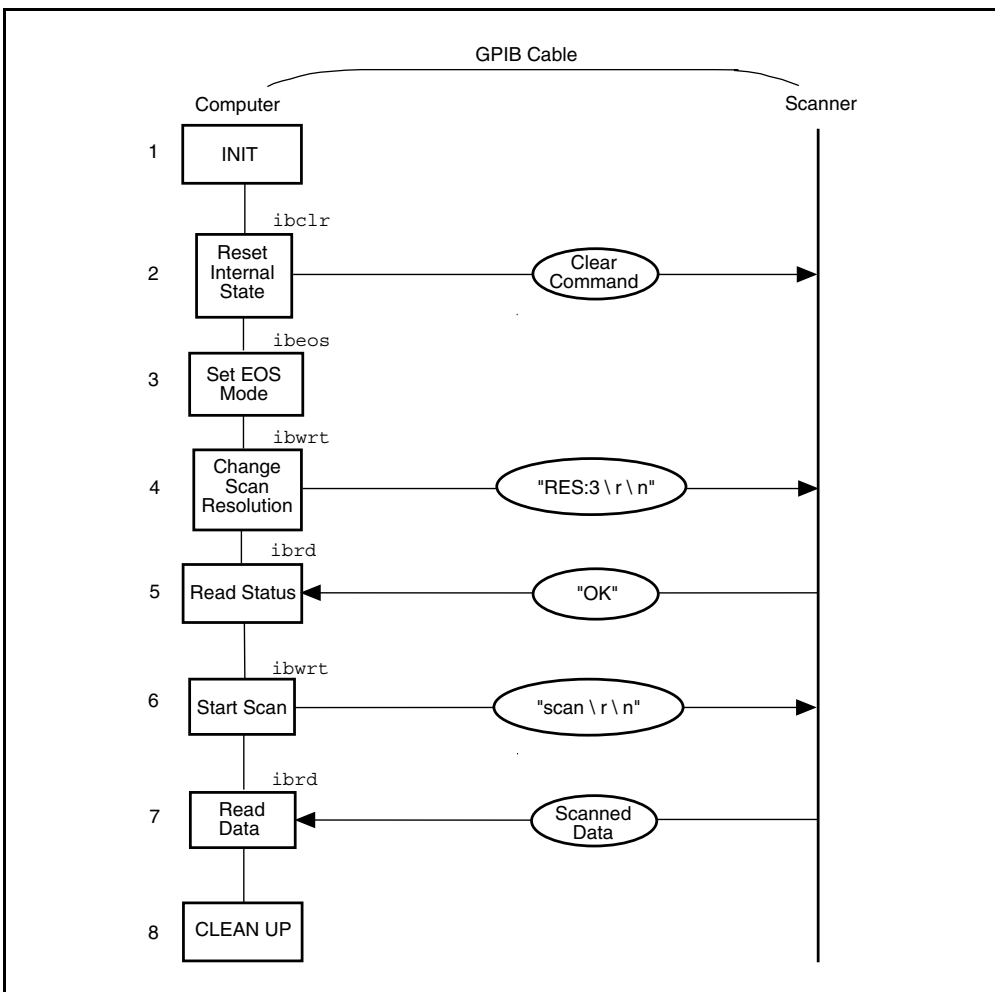 GPIB Cable
Computer
Scanner
1
INIT
ibclr
2
Reset
Internal
State
Clear
Command
ibeos
3
Set EOS
Mode
ibwrt
4
Change
Scan
Resolution
"RES:3 \ r \ n"
ibrd
5
Read Status
"OK"
ibwrt
6
Start Scan
"scan \ r \ n"
ibrd
7
Read
Data
Scanned
Data
8
CLEAN UP